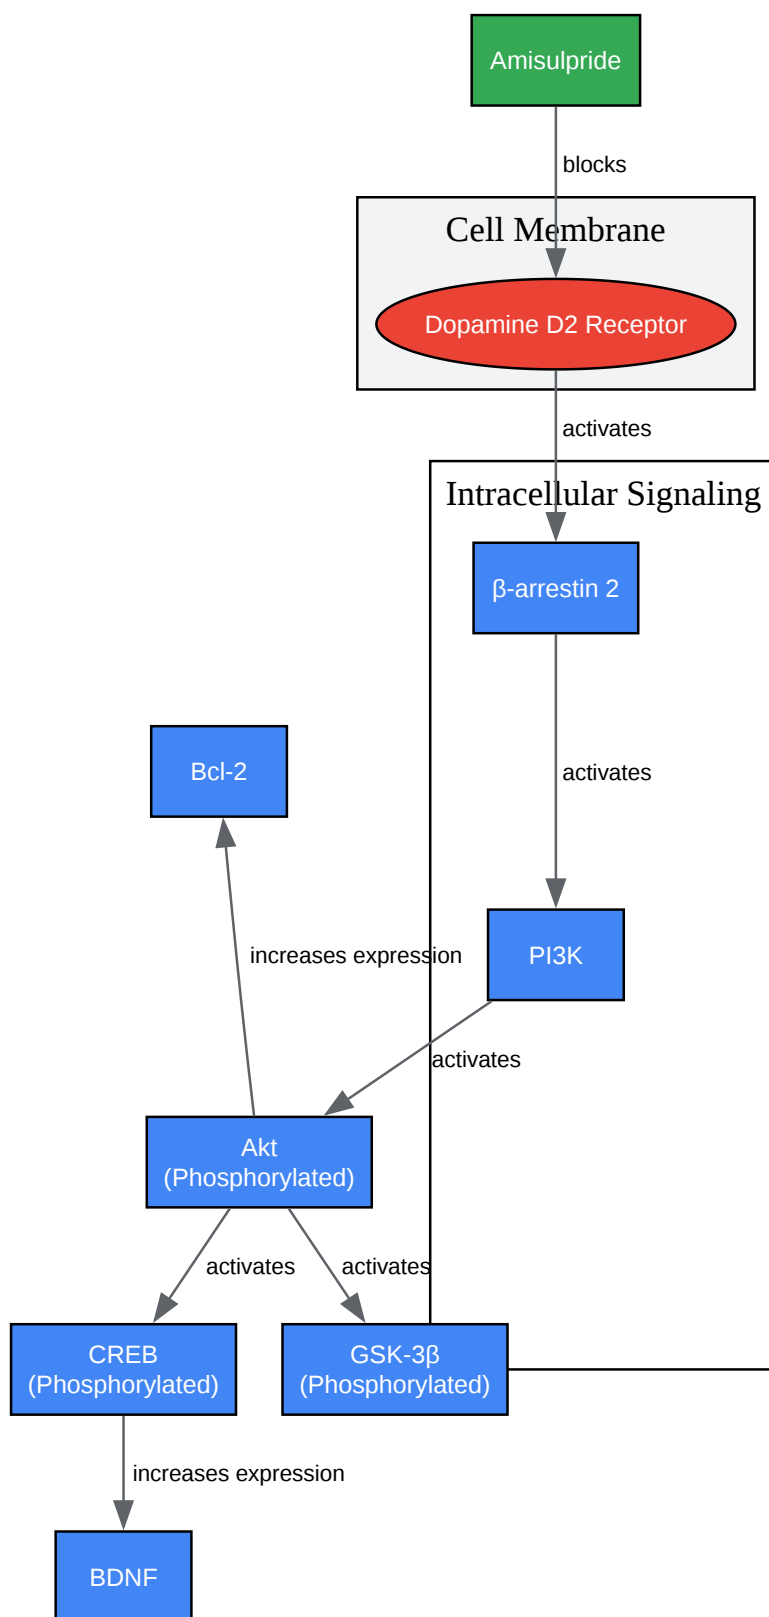 Amisulpride
blocks
Cell Membrane
Dopamine D2 Receptor
activates
Intracellular Signaling
β-arrestin 2
Bcl-2
activates
increases expression
PI3K
activates
Akt
(Phosphorylated)
activates
activates
CREB
(Phosphorylated)
GSK-3β
(Phosphorylated)
increases expression
BDNF